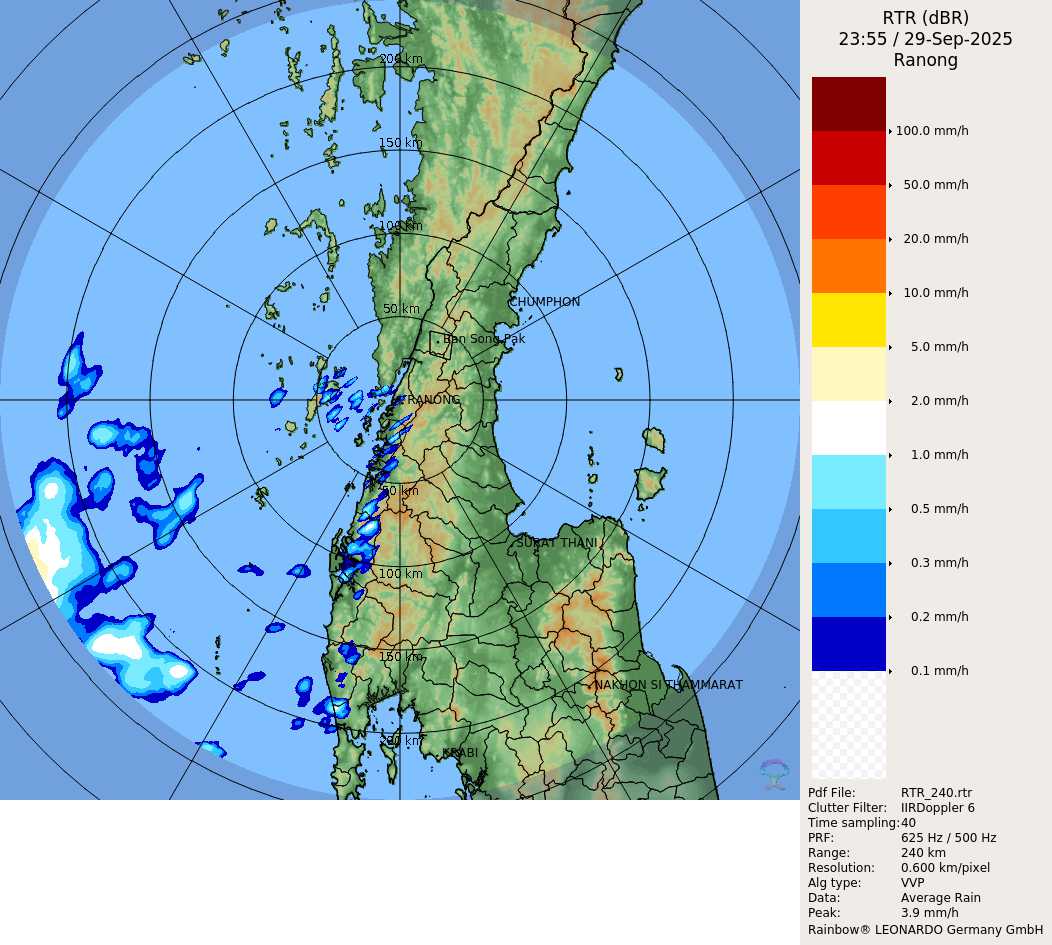 RTR (dBR)
23:55 / 29-Sep-2025
Ranong
200 km
150 km
100 km
50 km
CHUMPHON
Ban Song Pak
RANONG
50 km
SURAT THANI
100 km
150 km
NAKHON SI THAMMARAT
200 km
KRABI
100.0 mm/h
50.0 mm/h
20.0 mm/h
10.0 mm/h
5.0 mm/h
2.0 mm/h
1.0 mm/h
0.5 mm/h
0.3 mm/h
0.2 mm/h
0.1 mm/h
Pdf File: RTR_240.rtr
Clutter Filter: IIRDoppler 6
Time sampling:40
PRF: 625 Hz / 500 Hz
Range: 240 km
Resolution: 0.600 km/pixel
Alg type: VVP
Data: Average Rain
Peak: 3.9 mm/h
Rainbow® LEONARDO Germany GmbH